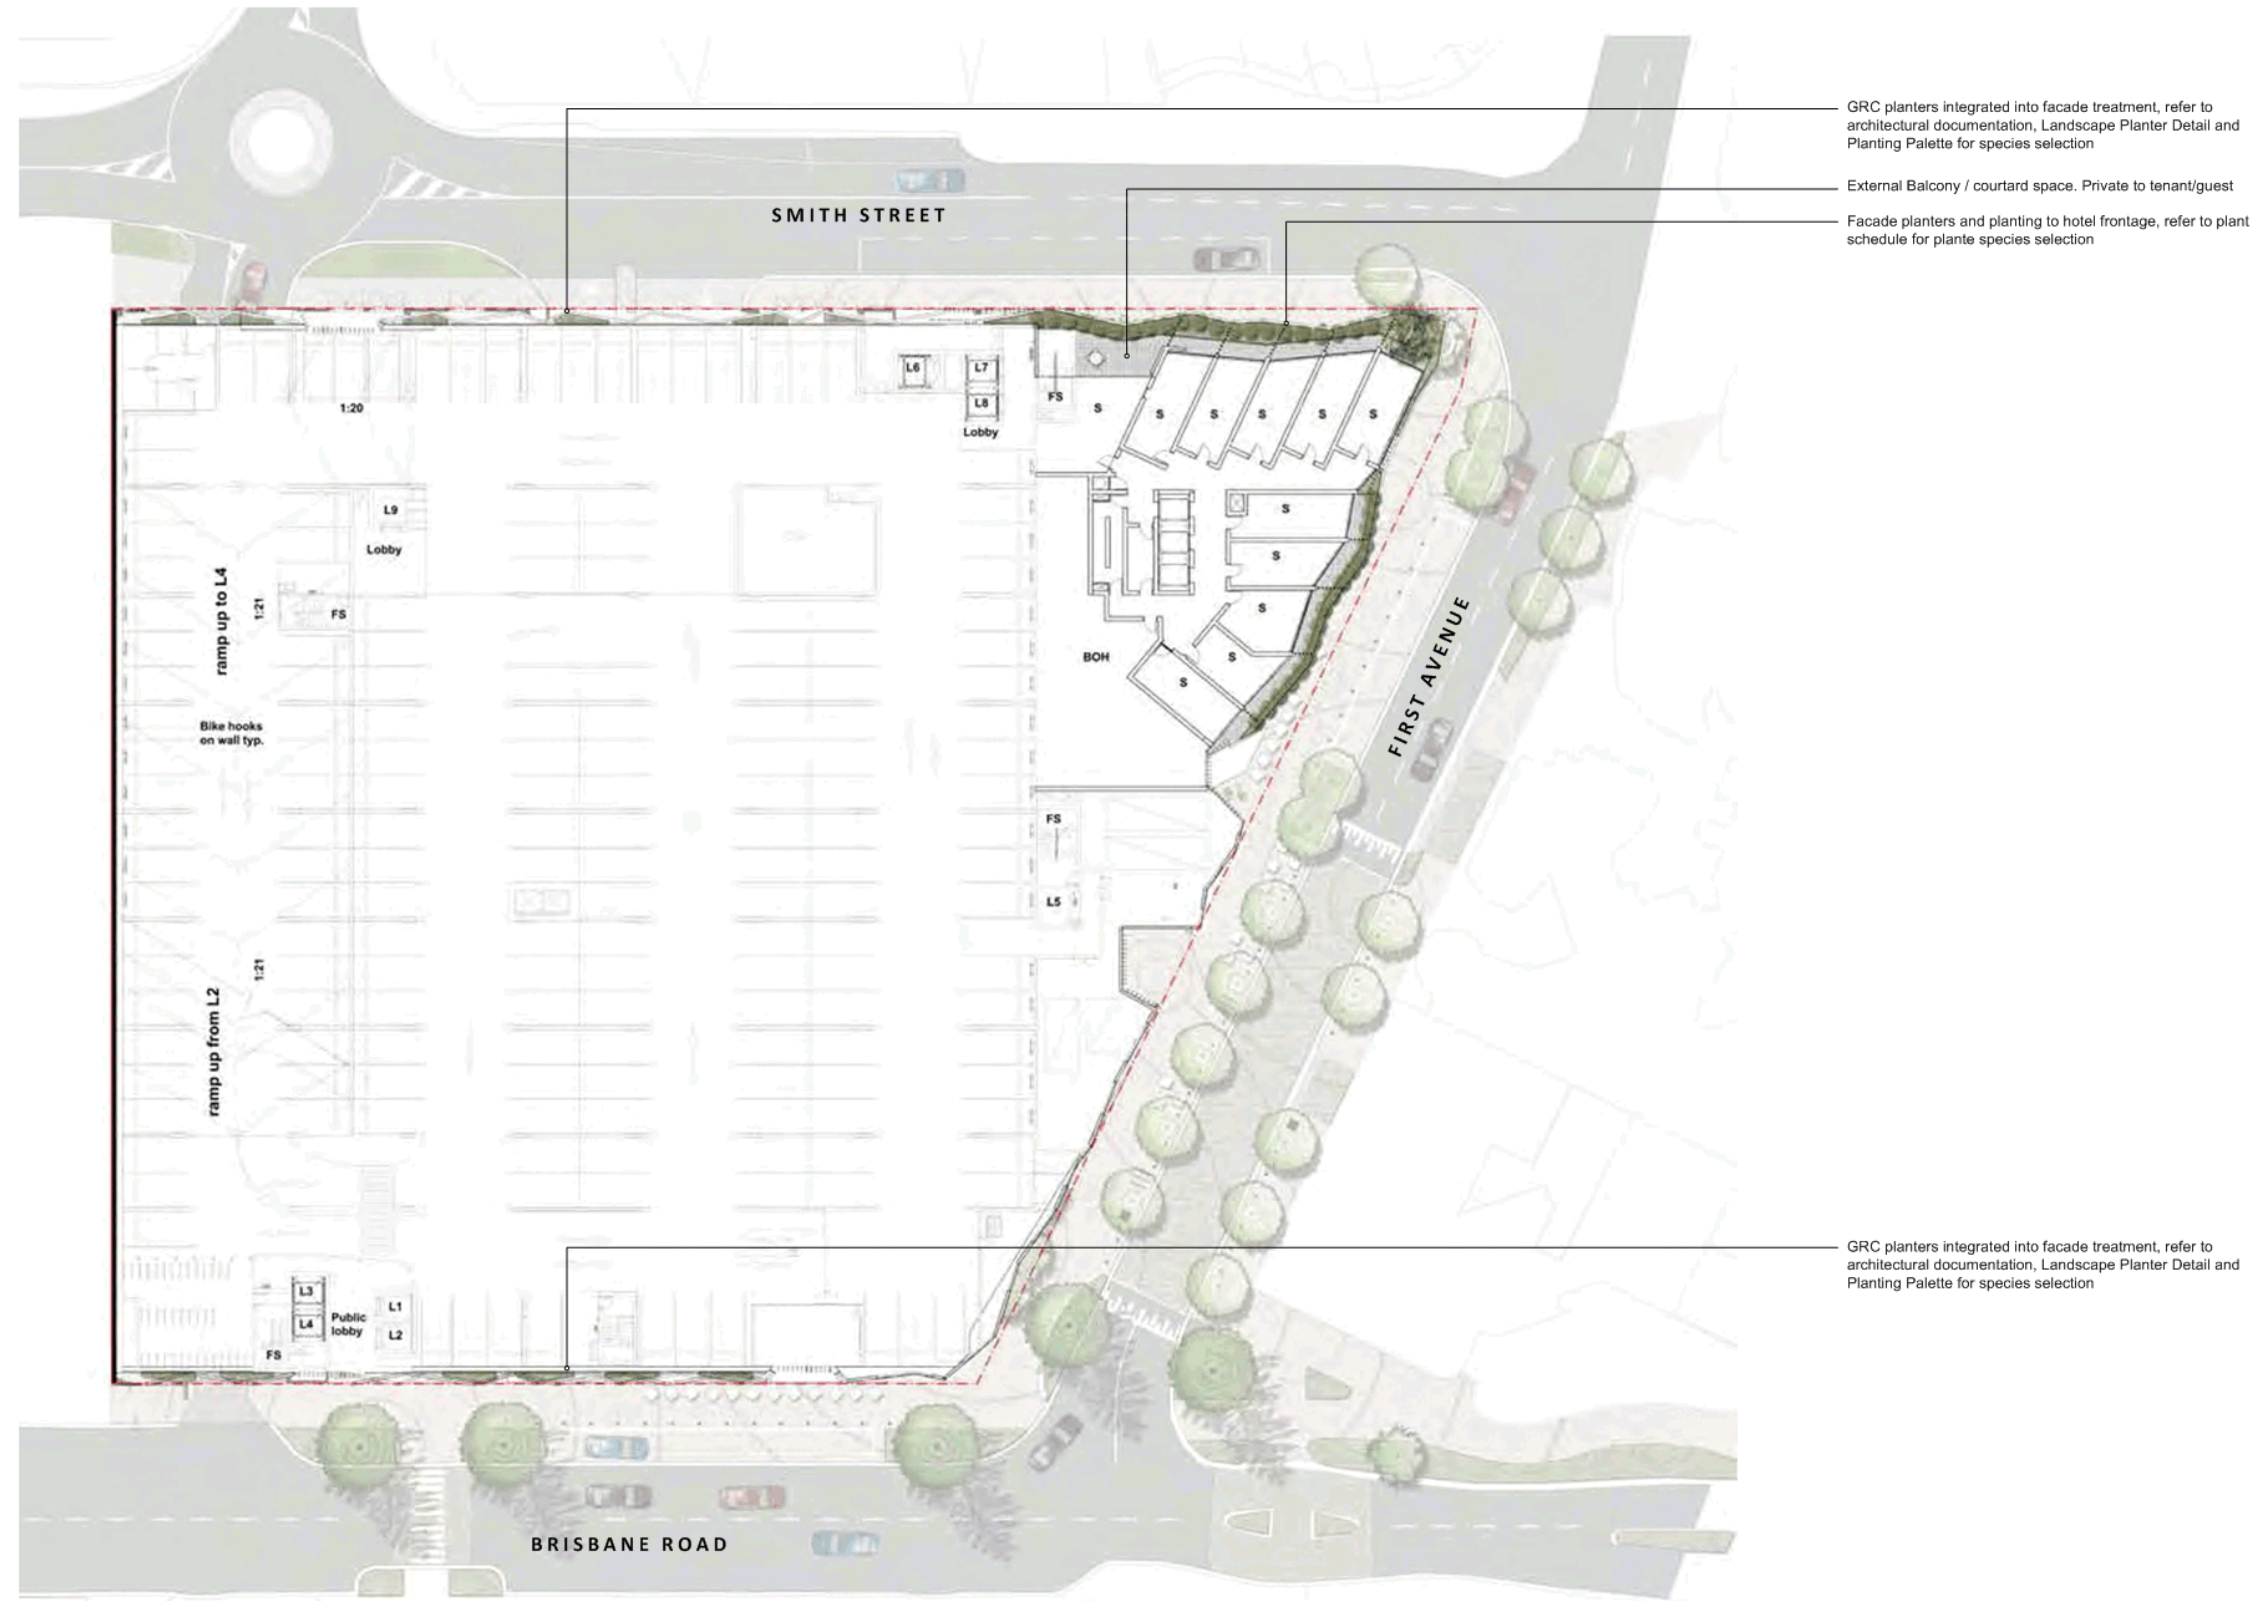 GRC planters integrated into facade treatment, refer to
architectural documentation, Landscape Planter Detail and
Planting Palette for species selection
External Balcony / courtard space. Private to tenant/guest
SMITH STREET
Facade planters and planting to hotel frontage, refer to plant
schedule for plante species selection
L6
L7
L8
Lobby
1:20
FS
S
S
S
S
S
S
L9
Lobby
S
S
ramp up to L4
1:21
FS
S
FIRST AVENUE
BOH
S
S
Bike hooks
on wall typ.
FS
L5
1:21
ramp up from L2
GRC planters integrated into facade treatment, refer to
architectural documentation, Landscape Planter Detail and
Planting Palette for species selection
L3
L4
Public
lobby
L1
L2
FS
BRISBANE ROAD